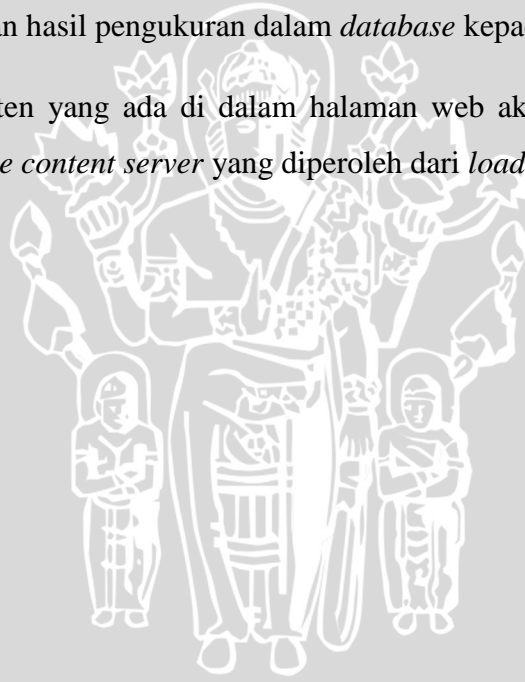 an hasil pengukuran dalam database kepa
ten yang ada di dalam halaman web ak
e content server yang diperoleh dari load